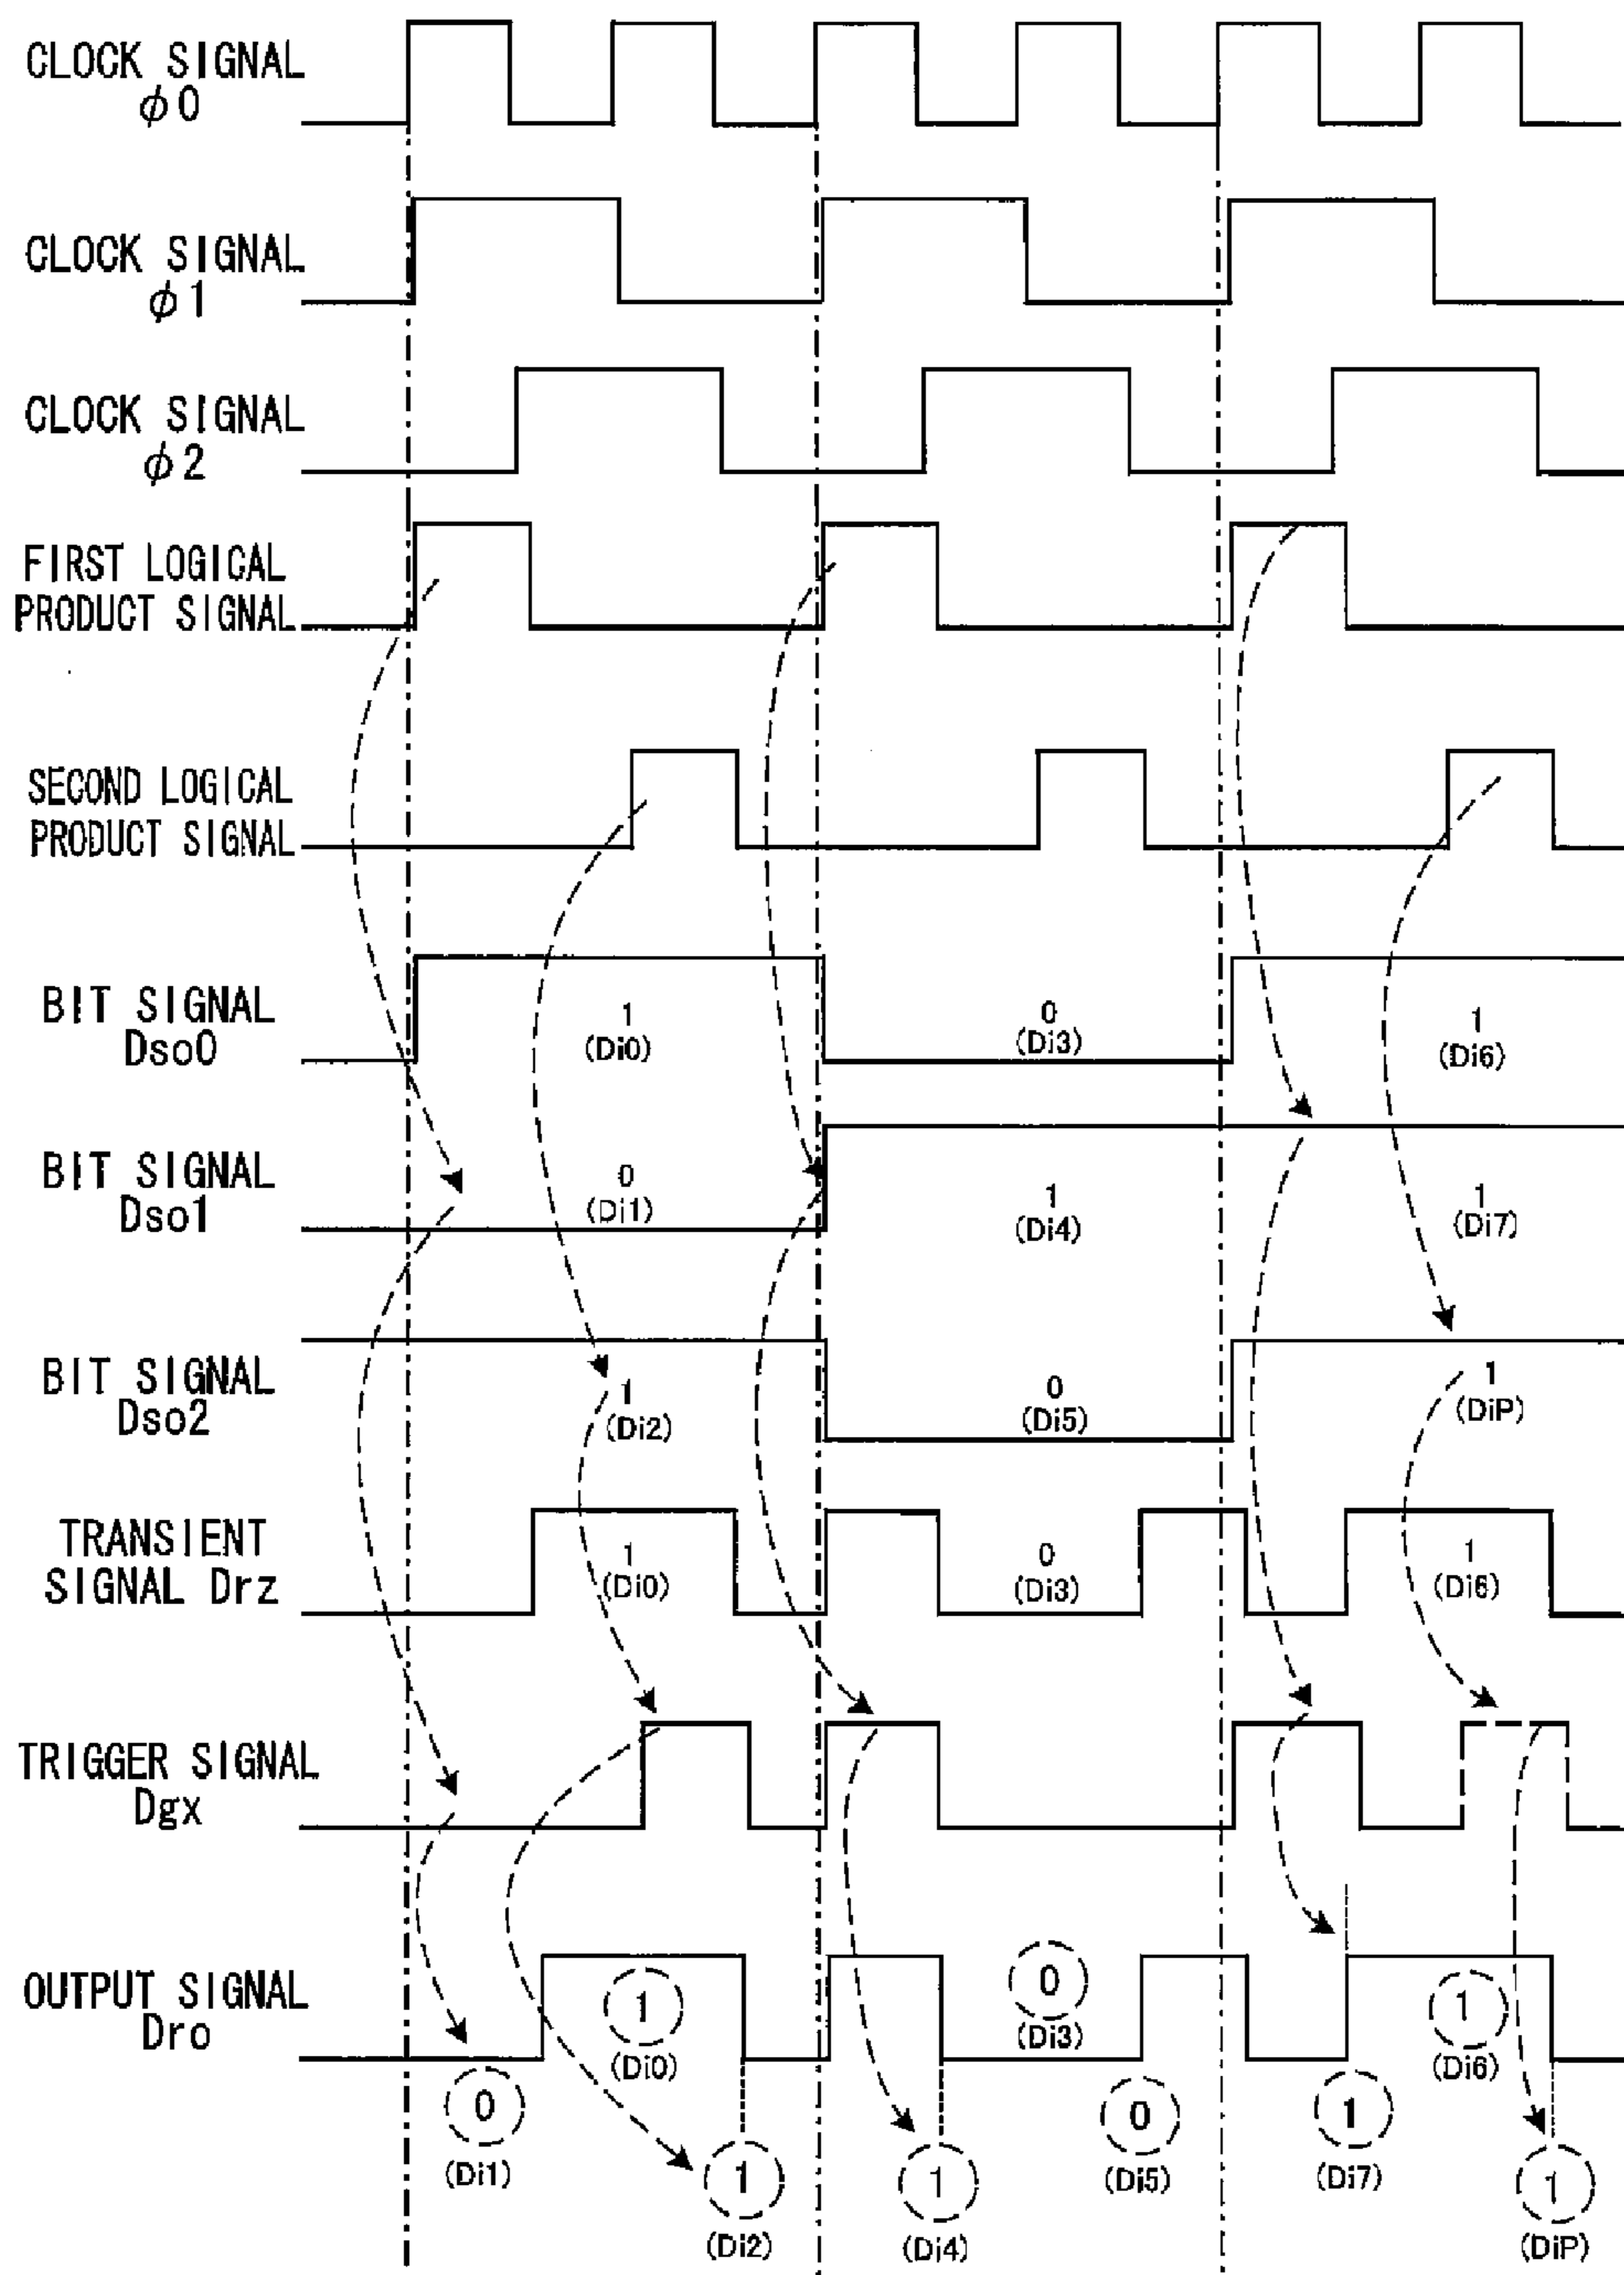 CLOCK SIGNAL
φ0
CLOCK SIGNAL
φ1
CLOCK SIGNAL
φ2
FIRST LOGICAL
PRODUCT SIGNAL
SECOND LOGICAL
PRODUCT SIGNAL
BIT SIGNAL
Dso0
1
(Di0)
0
(Di3)
1
(Di6)
BIT SIGNAL
Dso1
0
(Di1)
1
(Di4)
1
(Di7)
BIT SIGNAL
Dso2
1
(Di2)
0
(Di5)
1
(DiP)
TRANSIENT
SIGNAL Drz
1
(Di0)
0
(Di3)
1
(Di6)
TRIGGER SIGNAL
Dgx
OUTPUT SIGNAL
Dro
1
(Di0)
0
(Di3)
1
(Di6)
0
(Di1)
1
(Di2)
1
(Di4)
0
(Di5)
1
(Di7)
1
(DiP)